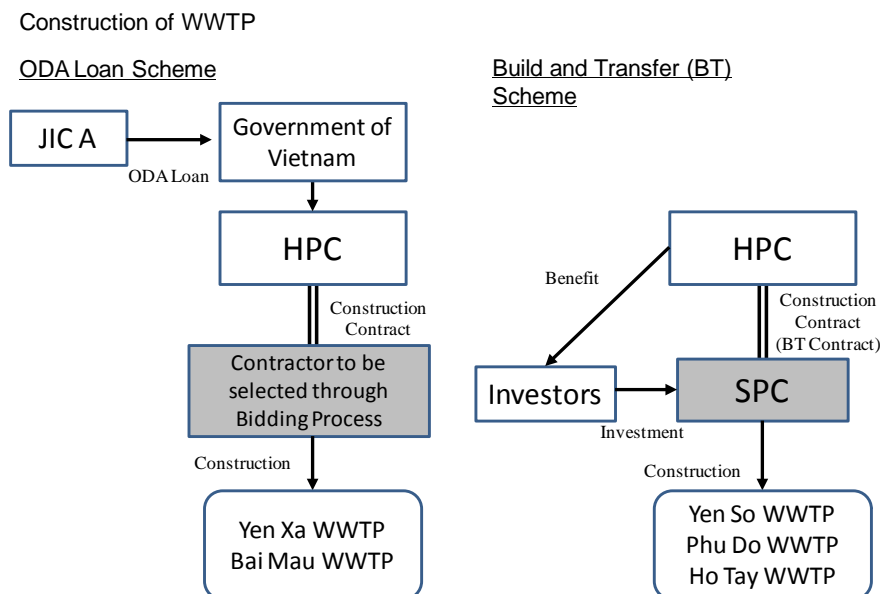 Construction of WWTP
ODA Loan Scheme
JIC A
Government of
Vietnam
ODA Loan
HPC
Construction
Contract
Contractor to be
selected through
Bidding Process
Construction
Yen Xa WWTP
Bai Mau WWTP
Build and Transfer (BT)
Scheme
HPC
Benefit
Construction
Contract
(BT Contract)
Investors
SPC
Investment
Construction
Yen So WWTP
Phu Do WWTP
Ho Tay WWTP